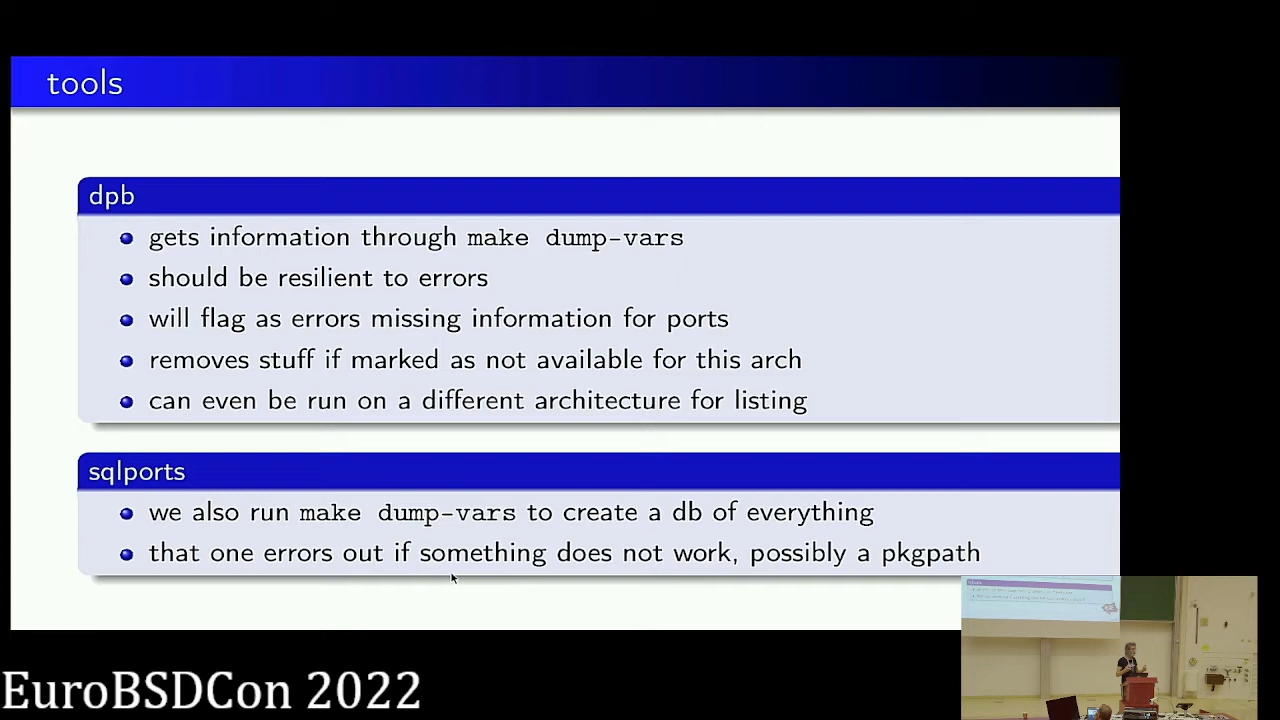 tools
dpb
gets information through make dump-vars
should be resilient to errors
will flag as errors missing information for ports
removes stuff if marked as not available for this arch
can even be run on a different architecture for listing
sqlports
we also run make dump-vars to create a db of everything
that one errors out if something does not work, possibly a pkgpath
EuroBSDCon 2022